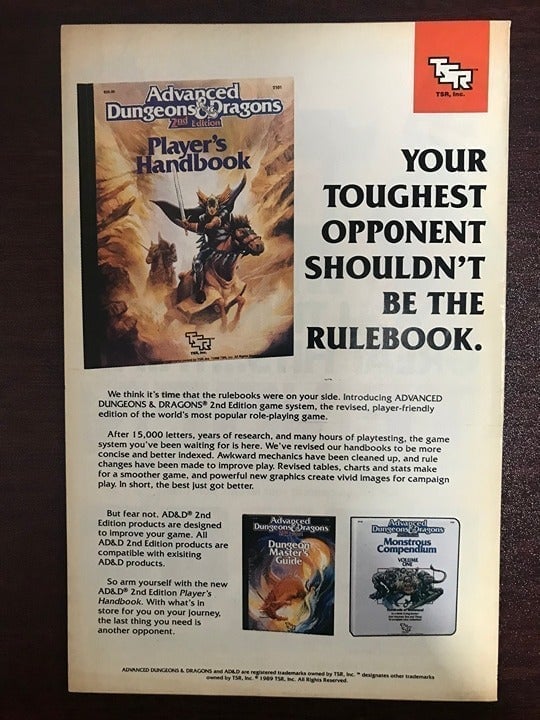 TSR
TSR, Inc.
Advanced
Dungeons & Dragons
2nd Edition
Player's
Handbook
TSR
TSR, Inc.
YOUR
TOUGHEST
OPPONENT
SHOULDN'T
BE THE
RULEBOOK.
We think it's time that the rulebooks were on your side. Introducing ADVANCED
DUNGEONS & DRAGONS® 2nd Edition game system, the revised, player-friendly
edition of the world's most popular role-playing game.
After 15,000 letters, years of research, and many hours of playtesting, the game
system you've been waiting for is here. We've revised our handbooks to be more
concise and better indexed. Awkward mechanics have been cleaned up, and rule
changes have been made to improve play. Revised tables, charts and stats make
for a smoother game, and powerful new graphics create vivid images for campaign
play. In short, the best just got better.
But fear not. AD&D® 2nd
Edition products are designed
to improve your game. All
AD&D 2nd Edition products are
compatible with exisiting
AD&D products.
So arm yourself with the new
AD&D® 2nd Edition Player's
Handbook. With what's in
store for you on your journey,
the last thing you need is
another opponent.
Advanced
Dungeons & Dragons
Dungeon
Master's
Guide
Advanced
Dungeons & Dragons
Monstrous
Compendium
VOLUME
ONE
ADVANCED DUNGEONS & DRAGONS and AD&D are registered trademarks owned by TSR, Inc. ™ designates other trademarks
owned by TSR, Inc. © 1989 TSR, Inc. All Rights Reserved.